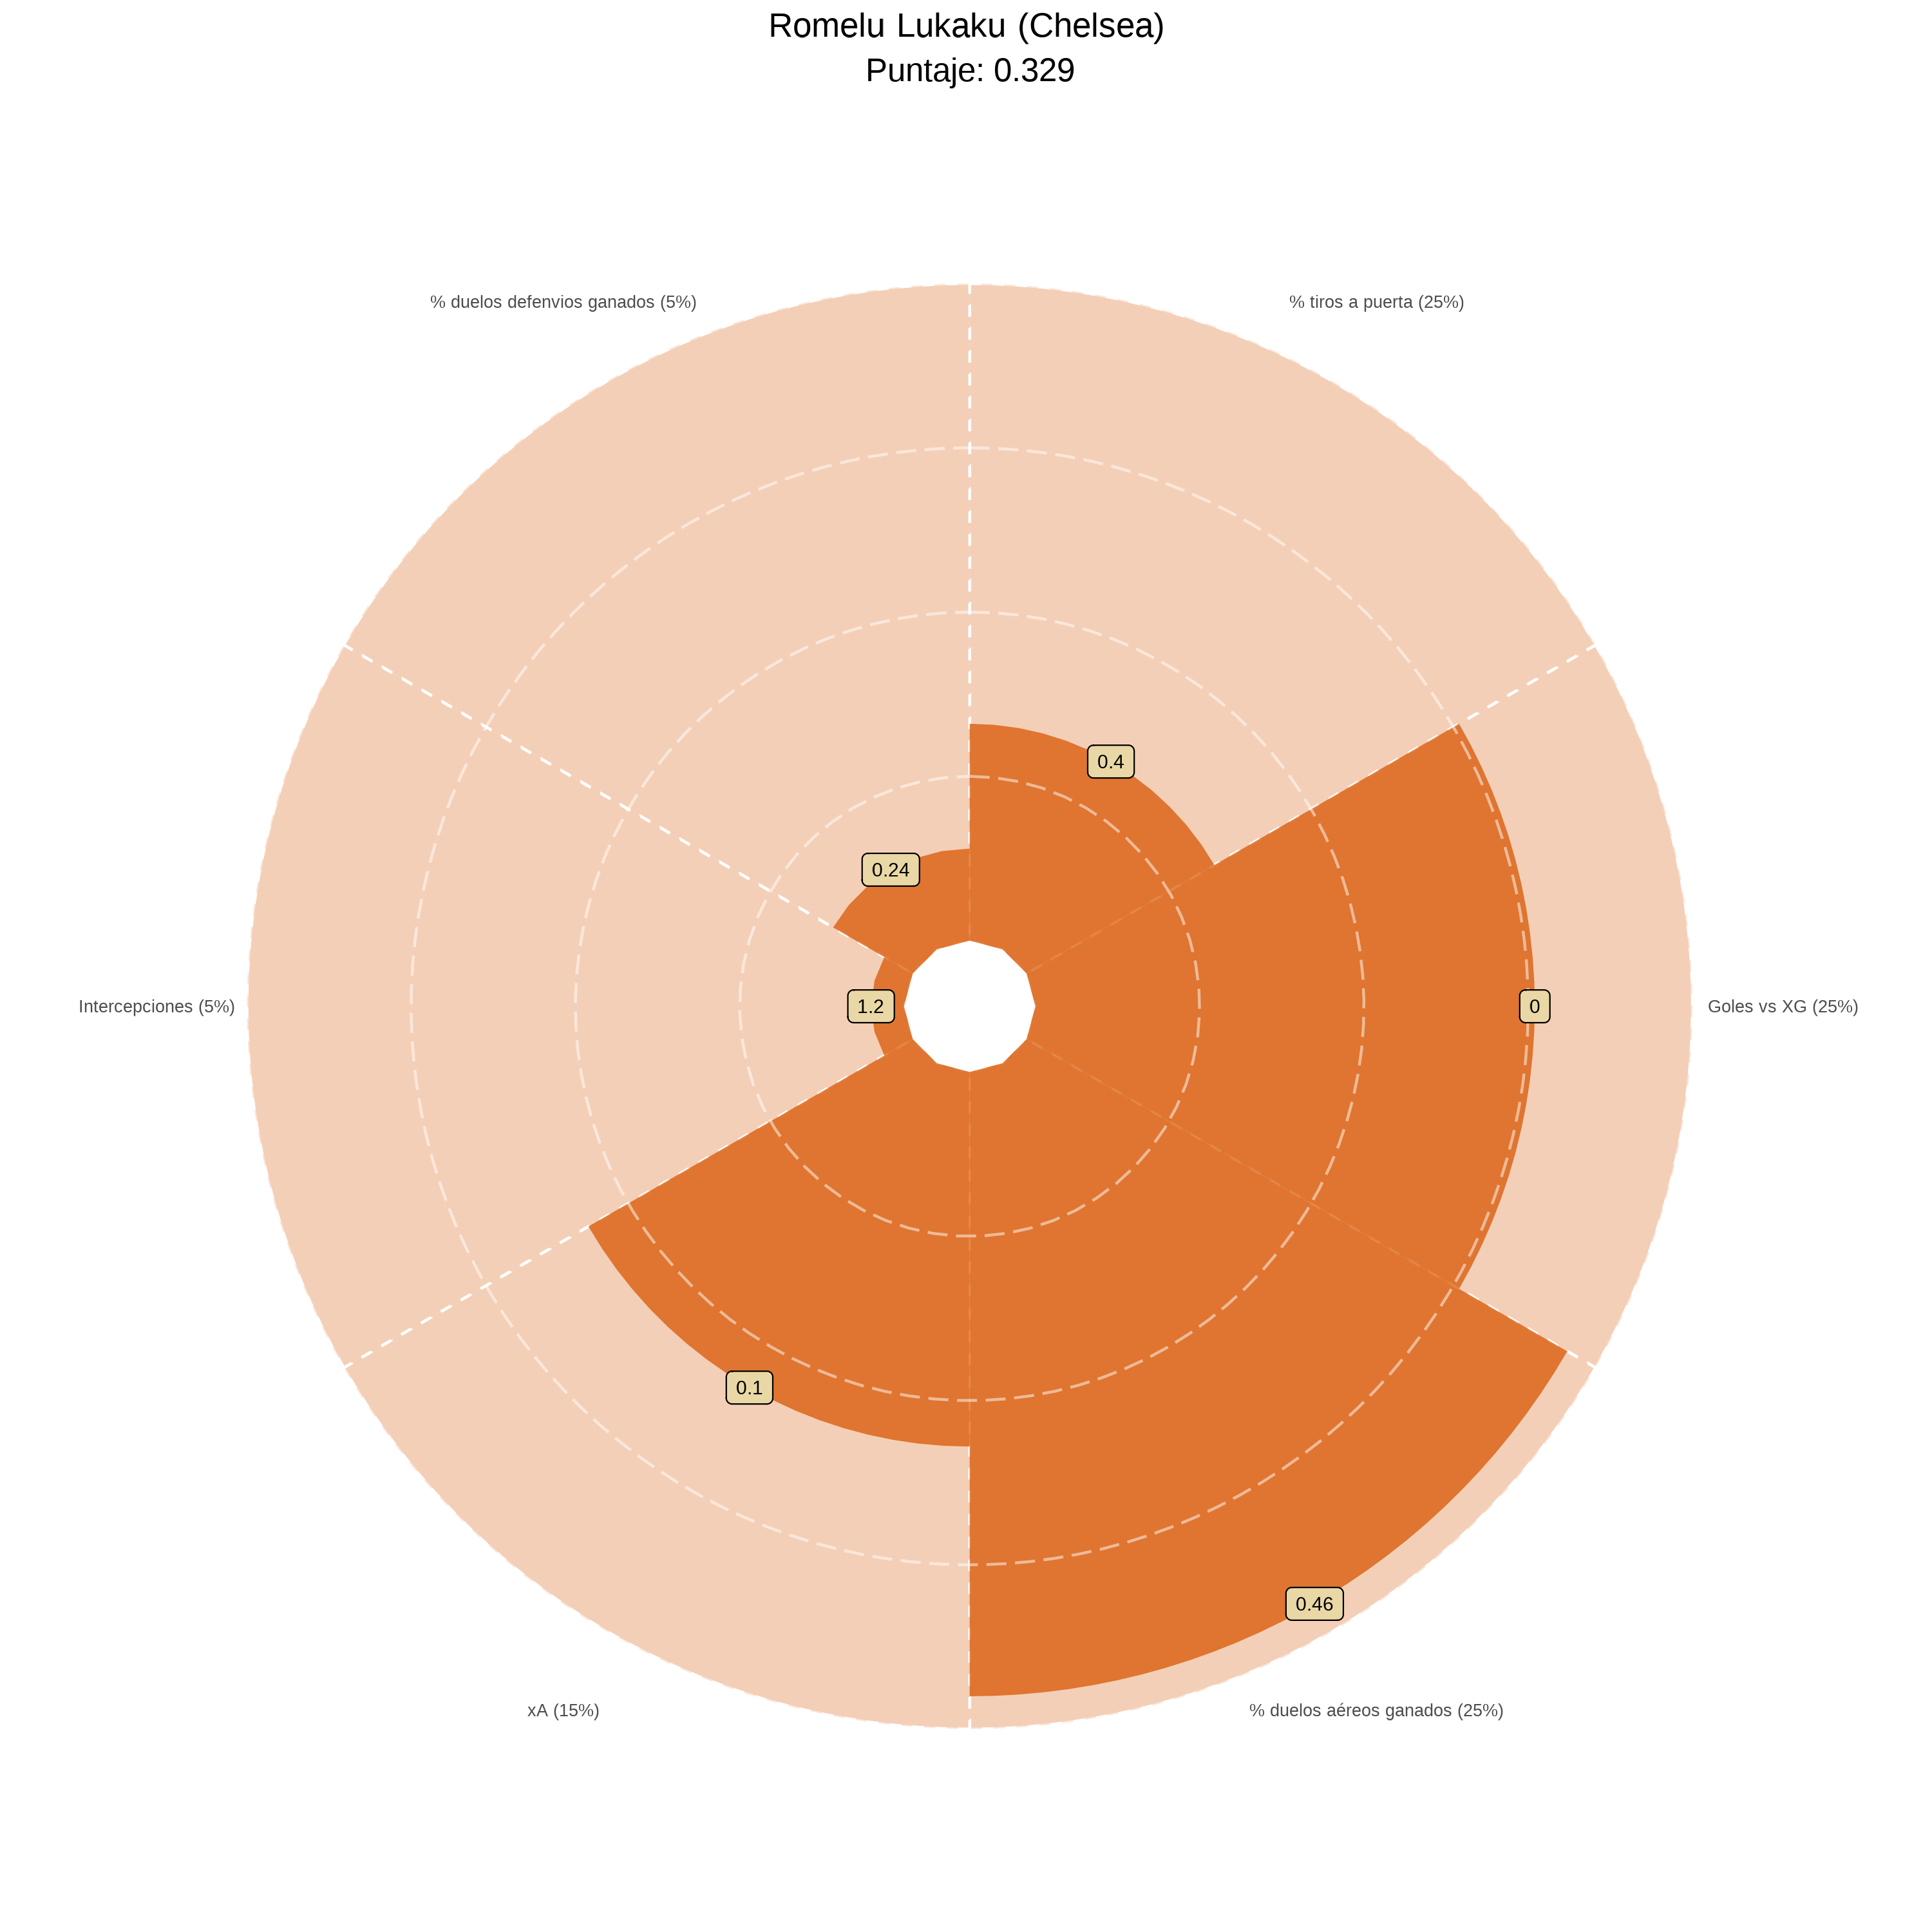 Romelu Lukaku (Chelsea)
Puntaje: 0.329
% duelos defenvios ganados (5%)
% tiros a puerta (25%)
0.4
0.24
Intercepciones (5%)
1.2
0
Goles vs XG (25%)
0.1
0.46
xA (15%)
% duelos aéreos ganados (25%)